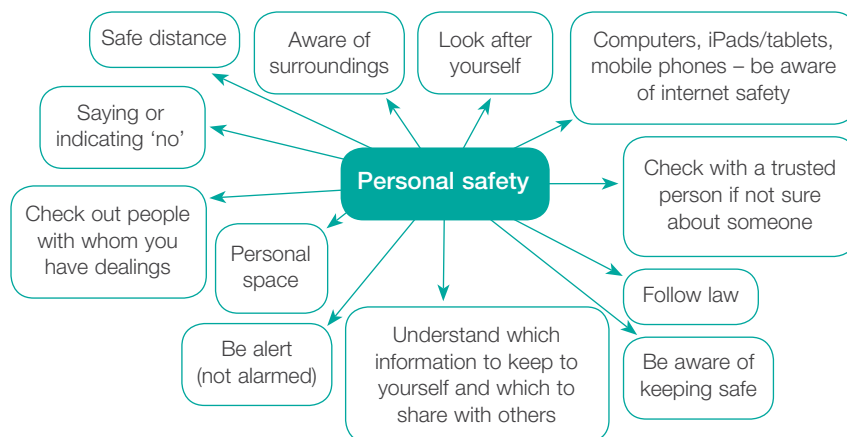 Safe distance
Aware of
surroundings
Look after
yourself
Computers, iPads/tablets,
mobile phones – be aware
of internet safety
Saying or
indicating ‘no’
Personal safety
Check with a trusted
person if not sure
about someone
Check out people
with whom you
have dealings
Personal
space
Follow law
Be alert
(not alarmed)
Understand which
information to keep to
yourself and which to
share with others
Be aware of
keeping safe